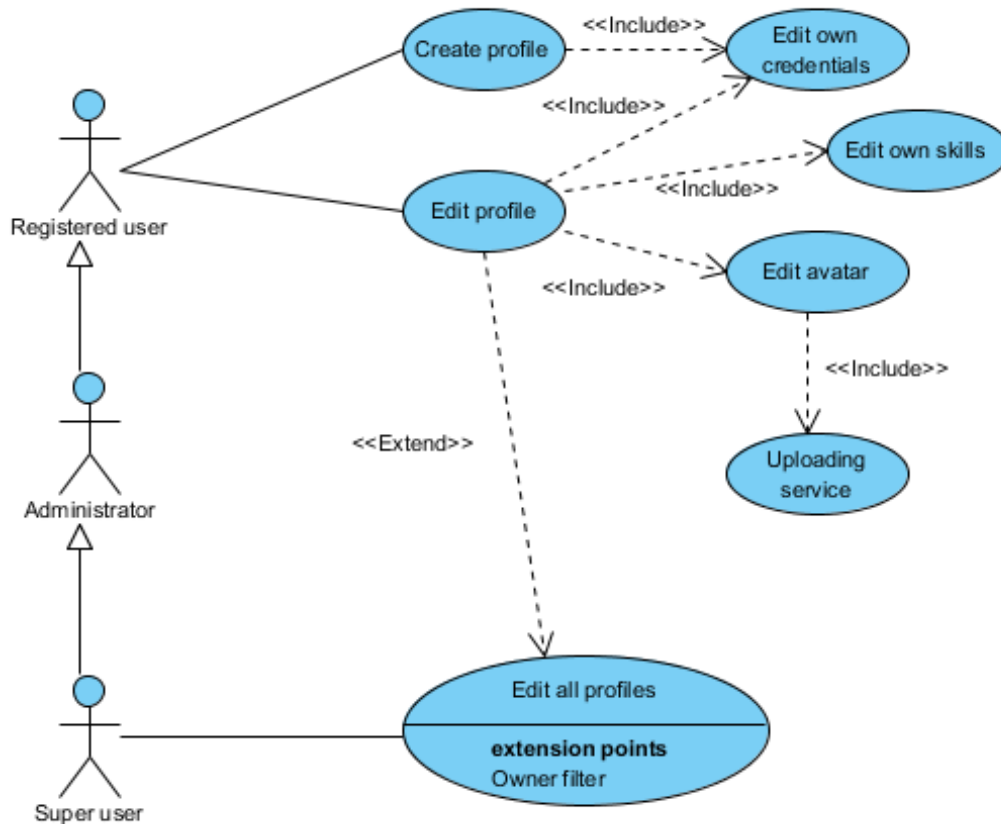 <<Include>>
Create profile
Edit own
credentials
<<Include>>
Edit own skills
<<Include>>
Registered user
Edit profile
Edit avatar
<<Include>>
<<Include>>
<<Extend>>
Uploading
service
Administrator
Edit all profiles
extension points
Owner filter
Super user